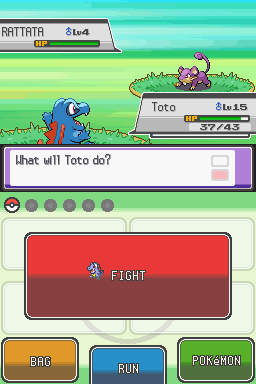 RATTATA ♂Lv4
HP
Toto ♂Lv15
HP
37/43
What will Toto do?
FIGHT
BAG
RUN
POKéMON